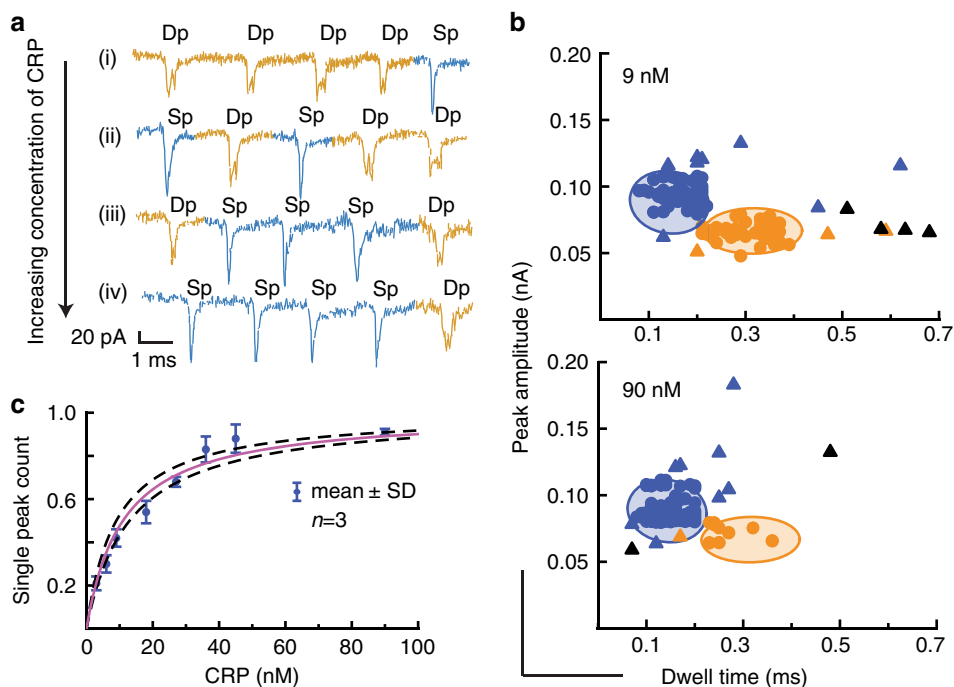 a
Increasing concentration of CRP
(i)
Dp Dp Dp Dp Sp
(ii)
Sp Dp Sp Dp Dp
(iii)
Dp Sp Sp Sp Dp
(iv)
Sp Sp Sp Sp Dp
20 pA
1 ms
b
9 nM
0.20
0.15
0.10
0.05
0.1 0.3 0.5 0.7
90 nM
0.20
0.15
0.10
0.05
0.1 0.3 0.5 0.7
Peak amplitude (nA)
Dwell time (ms)
c
Single peak count
1.0
0.6
0.2
mean ± SD
n=3
0 20 40 60 80 100
CRP (nM)